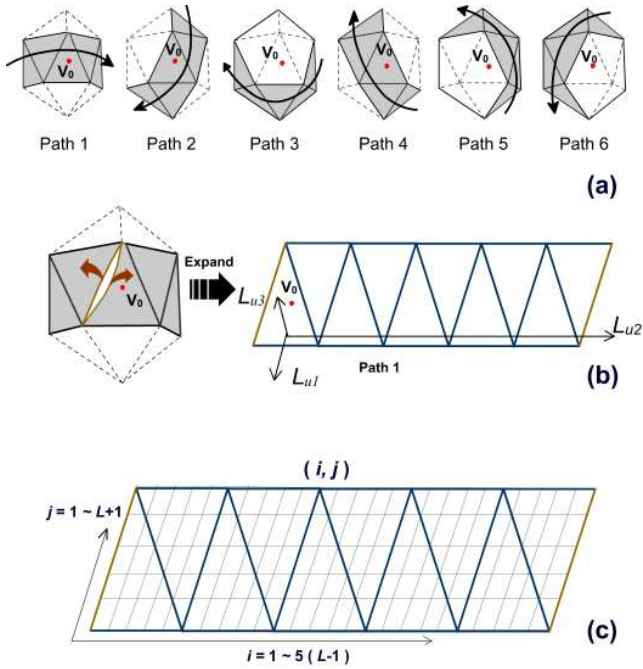 V0 V0 V0 V0 V0 V0
Path 1 Path 2 Path 3 Path 4 Path 5 Path 6
(a)
Expand
V0
Lu3 V0
Lu2
Lu1
Path 1
(b)
( i, j )
j = 1 ~ L+1
i = 1 ~ 5 ( L-1 )
(c)